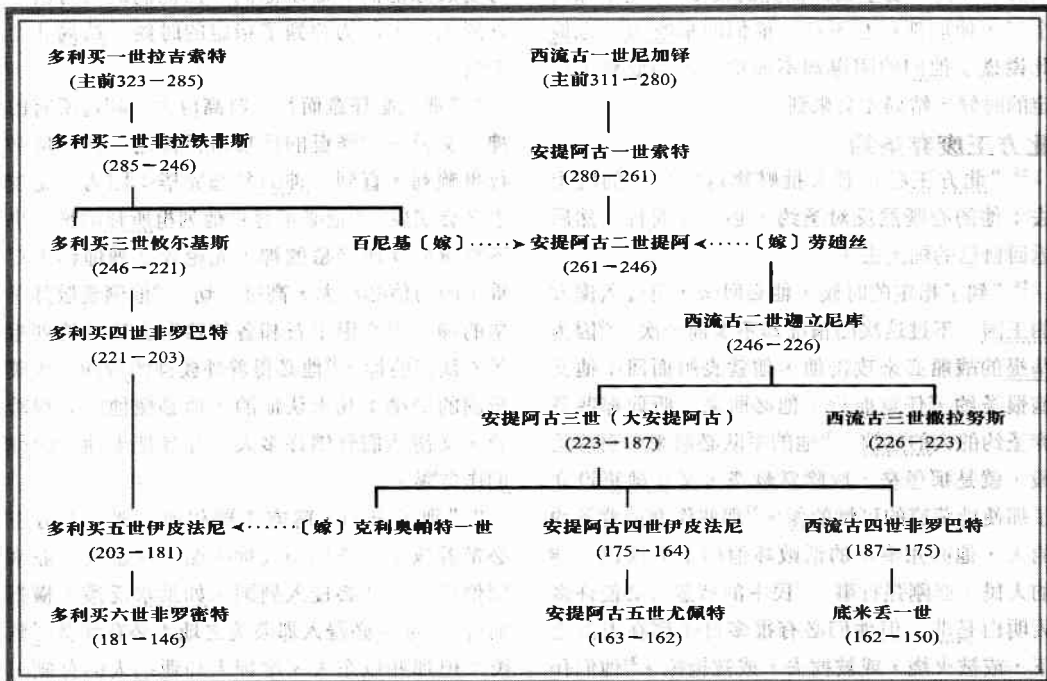 多利买一世拉吉索特 西流古一世尼加铎
(主前323－285) (主前311－280)
多利买二世非拉铁非斯 安提阿古一世索特
(285－246) (280－261)
多利买三世攸尔基斯 百尼基〔嫁〕 安提阿古二世提阿 〔嫁〕劳廸丝
(246－221) (261－246)
多利买四世非罗巴特 西流古二世迦立尼库
(221－203) (246－226)
安提阿古三世（大安提阿古） 西流古三世撒拉努斯
(223－187) (226－223)
多利买五世伊皮法尼 〔嫁〕克利奥帕特一世 安提阿古四世伊皮法尼 西流古四世非罗巴特
(203－181) (175－164) (187－175)
多利买六世非罗密特 安提阿古五世尤佩特 底米丢一世
(181－146) (163－162) (162－150)